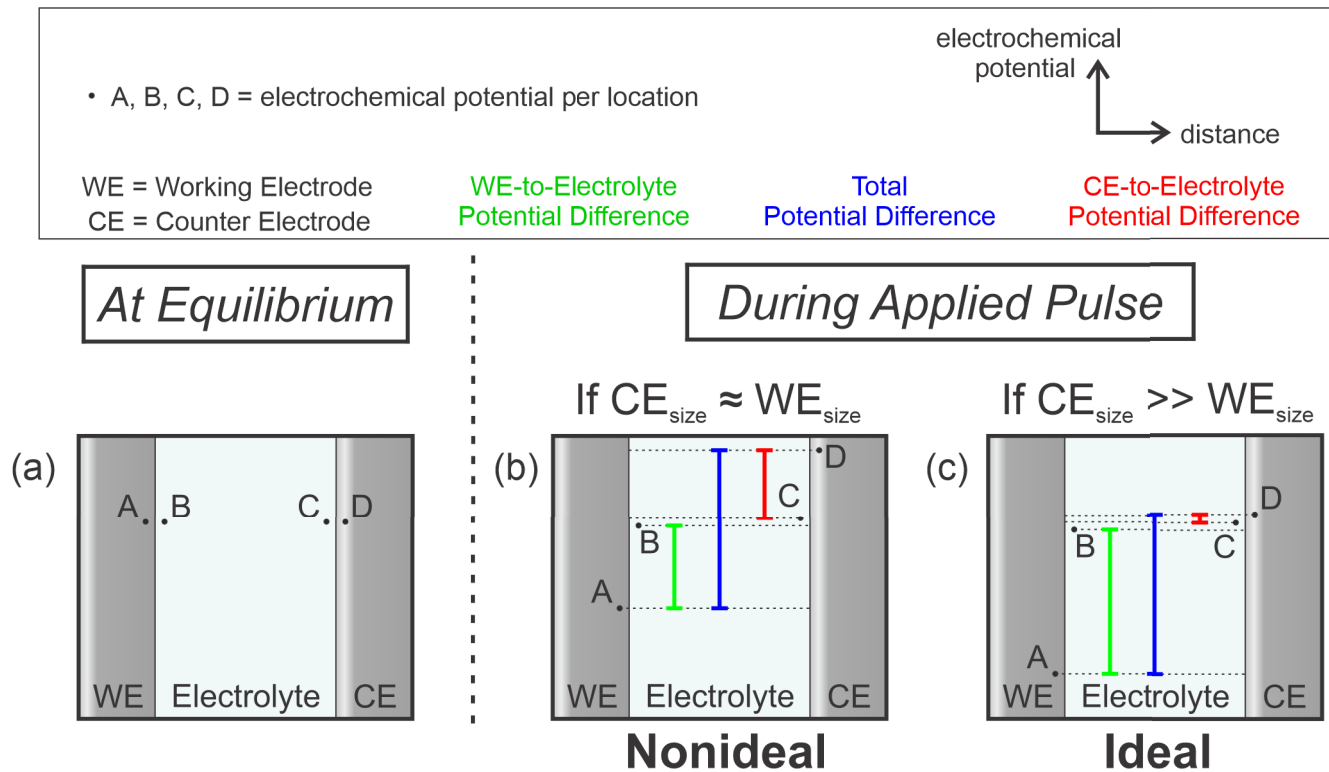 electrochemical
potential
• A, B, C, D = electrochemical potential per location
distance
WE = Working Electrode
CE = Counter Electrode
WE-to-Electrolyte
Potential Difference
Total
Potential Difference
CE-to-Electrolyte
Potential Difference
At Equilibrium
During Applied Pulse
If CEsize ≈ WEsize
If CEsize >> WEsize
(a)
A B C D
WE Electrolyte CE
(b)
D
C
B
A
WE Electrolyte CE
Nonideal
(c)
D
B C
A
WE Electrolyte CE
Ideal